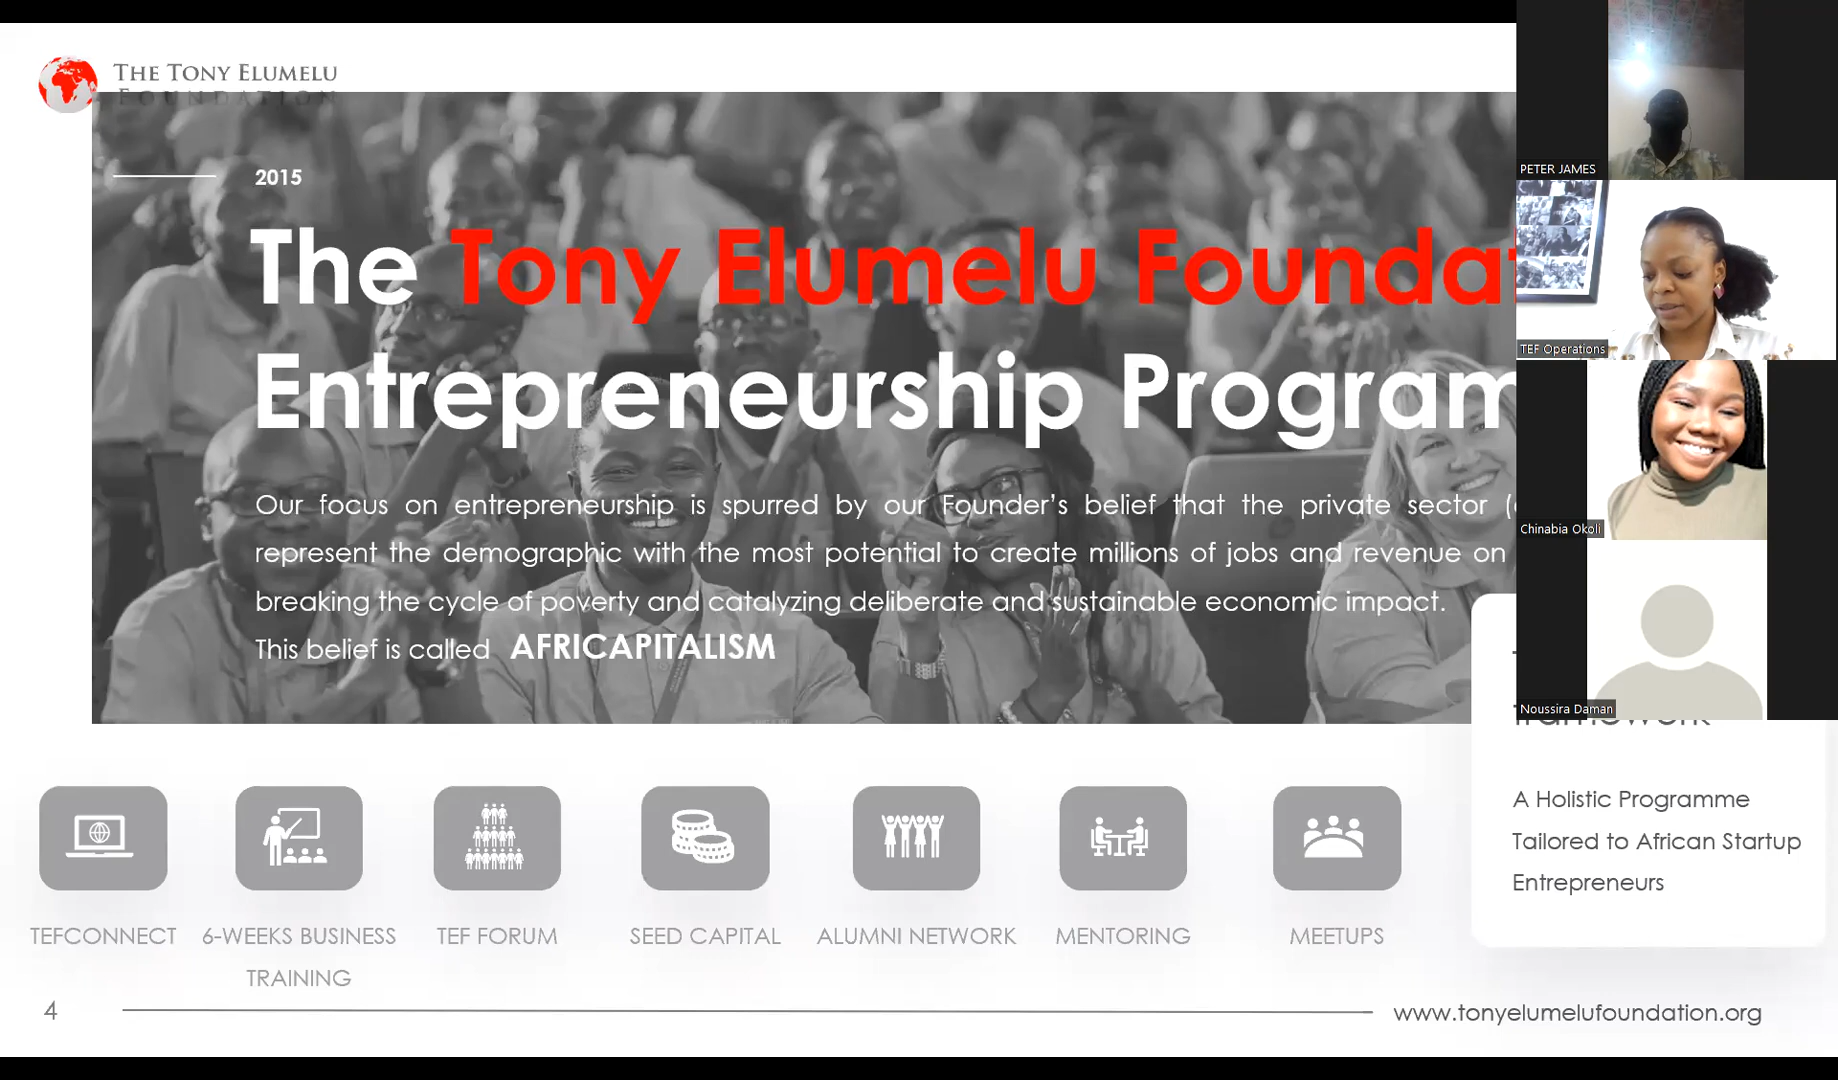 THE TONY ELUMELU
FOUNDATION
2015
The Tony Elumelu Foundat
Entrepreneurship Program
Our focus on entrepreneurship is spurred by our Founder's belief that the private sector (
represent the demographic with the most potential to create millions of jobs and revenue on
breaking the cycle of poverty and catalyzing deliberate and sustainable economic impact.
This belief is called AFRICAPITALISM
PETER JAMES
TEF Operations
Chinabia Okoli
Noussira Daman
A Holistic Programme
Tailored to African Startup
Entrepreneurs
TEFCONNECT
6-WEEKS BUSINESS
TRAINING
TEF FORUM
SEED CAPITAL
ALUMNI NETWORK
MENTORING
MEETUPS
4
www.tonyelumelufoundation.org